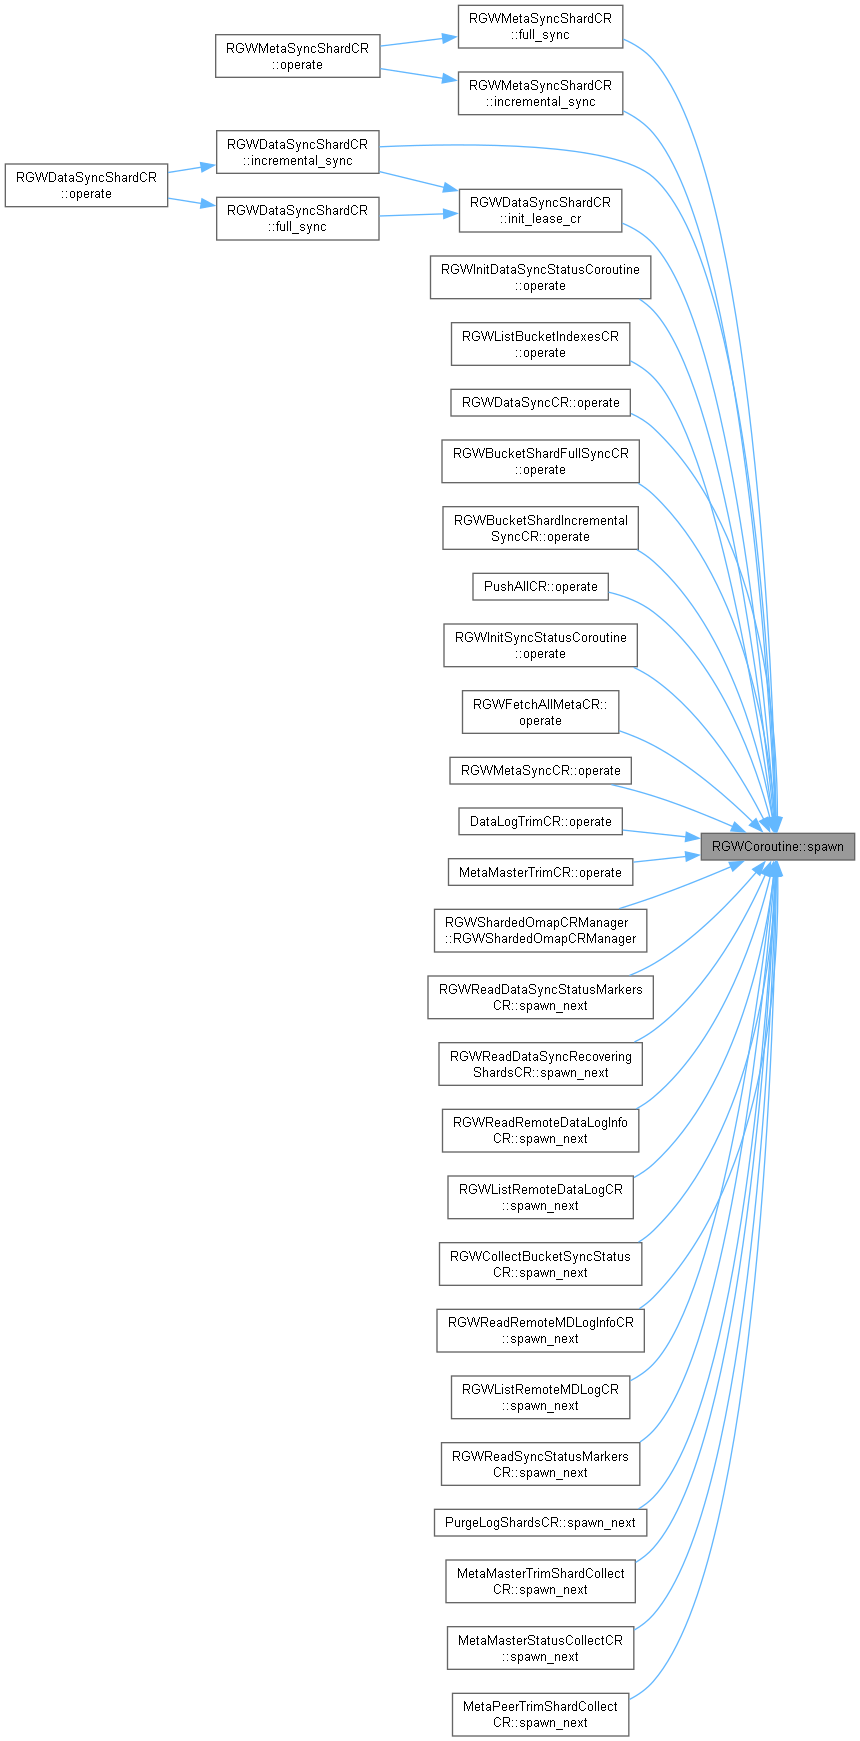 RGWMetaSyncShardCR
::full_sync
RGWMetaSyncShardCR
::operate
RGWMetaSyncShardCR
::incremental_sync
RGWDataSyncShardCR
::incremental_sync
RGWDataSyncShardCR
::operate
RGWDataSyncShardCR
::init_lease_cr
RGWDataSyncShardCR
::full_sync
RGWInitDataSyncStatusCoroutine
::operate
RGWListBucketIndexesCR
::operate
RGWDataSyncCR::operate
RGWBucketShardFullSyncCR
::operate
RGWBucketShardIncremental
SyncCR::operate
PushAllCR::operate
RGWInitSyncStatusCoroutine
::operate
RGWFetchAllMetaCR::
operate
RGWMetaSyncCR::operate
DataLogTrimCR::operate
RGWCoroutine::spawn
MetaMasterTrimCR::operate
RGWShardedOmapCRManager
::RGWShardedOmapCRManager
RGWReadDataSyncStatusMarkers
CR::spawn_next
RGWReadDataSyncRecovering
ShardsCR::spawn_next
RGWReadRemoteDataLogInfo
CR::spawn_next
RGWListRemoteDataLogCR
::spawn_next
RGWCollectBucketSyncStatus
CR::spawn_next
RGWReadRemoteMDLogInfoCR
::spawn_next
RGWListRemoteMDLogCR
::spawn_next
RGWReadSyncStatusMarkers
CR::spawn_next
PurgeLogShardsCR::spawn_next
MetaMasterTrimShardCollect
CR::spawn_next
MetaMasterStatusCollectCR
::spawn_next
MetaPeerTrimShardCollect
CR::spawn_next